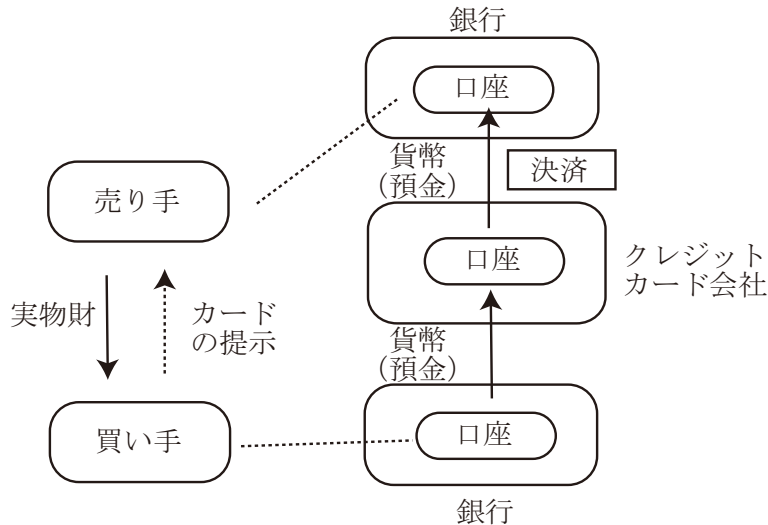 銀行
口座
貨幣
（預金）
決済
売り手
口座
クレジット
カード会社
実物財
カード
の提示
貨幣
（預金）
買い手
口座
銀行